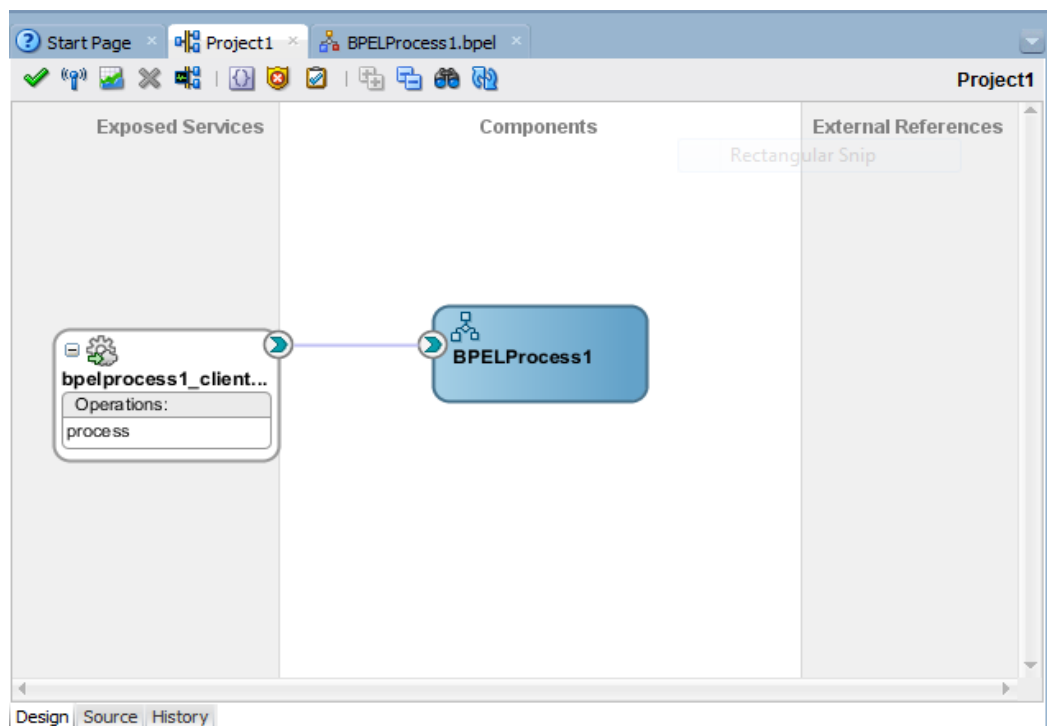 Start Page Project1 BPELProcess1.bpel
Project1
Exposed Services Components External References
Rectangular Snip
BPELProcess1
bpelprocess1_client...
Operations:
process
Design Source History